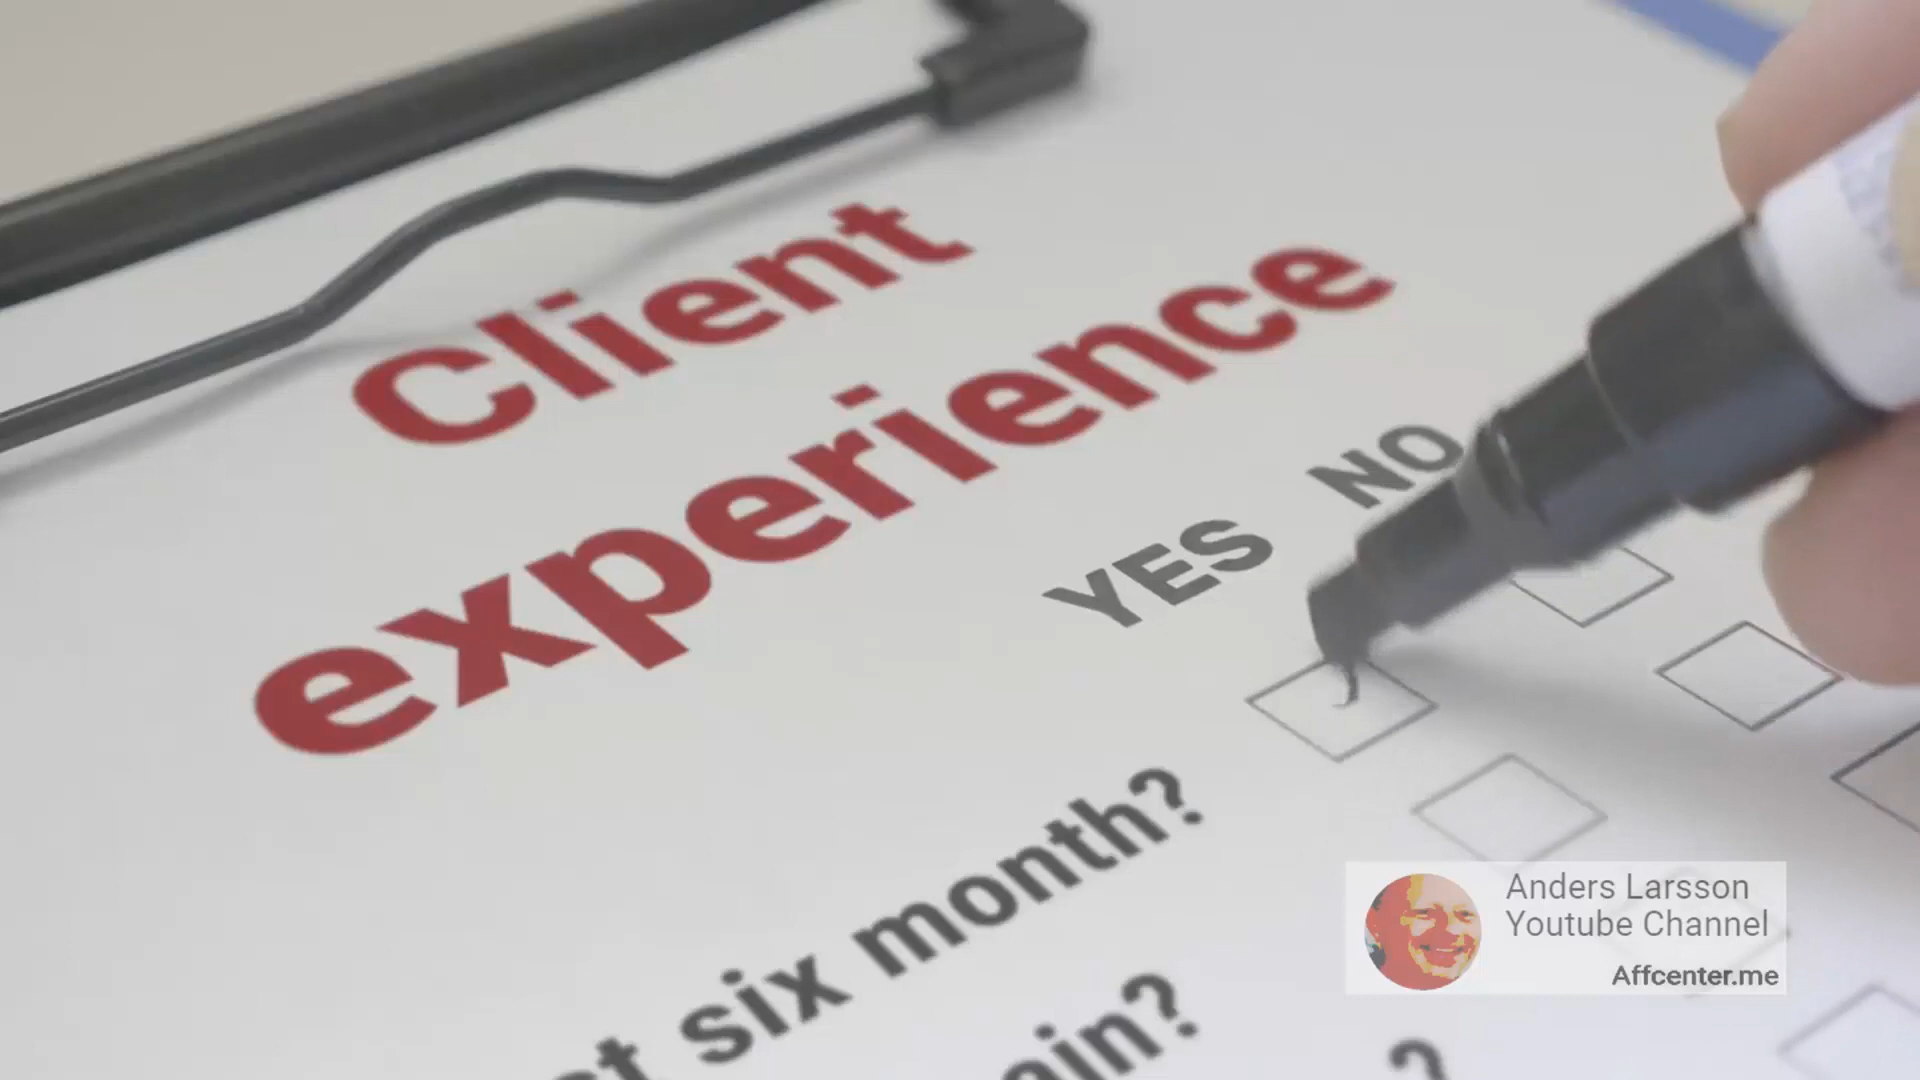 Client
experience
YES NO
six month?
?
Anders Larsson
Youtube Channel
Affcenter.me